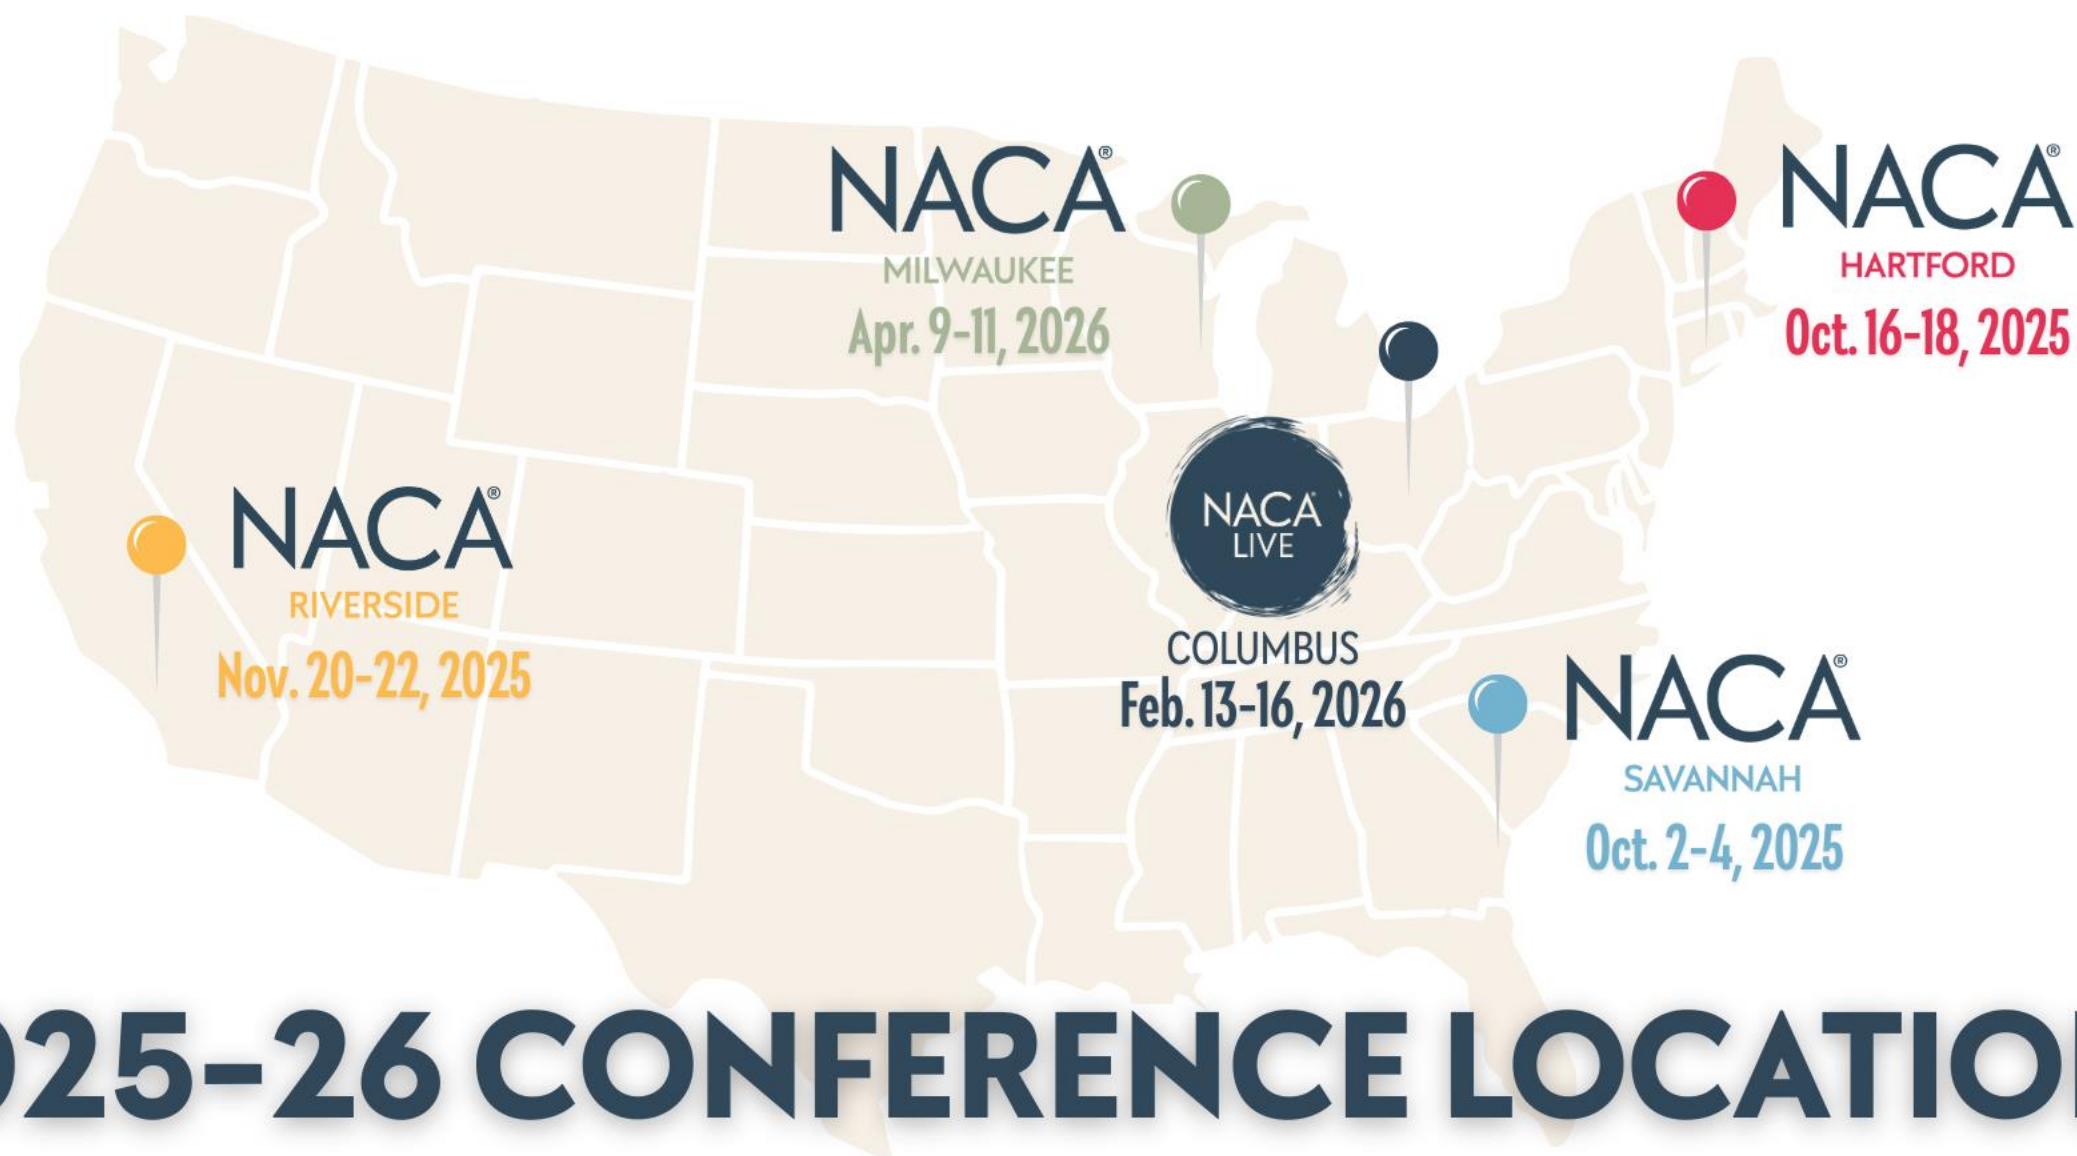 NACA®
MILWAUKEE
Apr. 9-11, 2026
NACA®
HARTFORD
Oct. 16-18, 2025
NACA®
RIVERSIDE
Nov. 20-22, 2025
NACA
LIVE
COLUMBUS
Feb. 13-16, 2026
NACA®
SAVANNAH
Oct. 2-4, 2025
025-26 CONFERENCE LOCATION